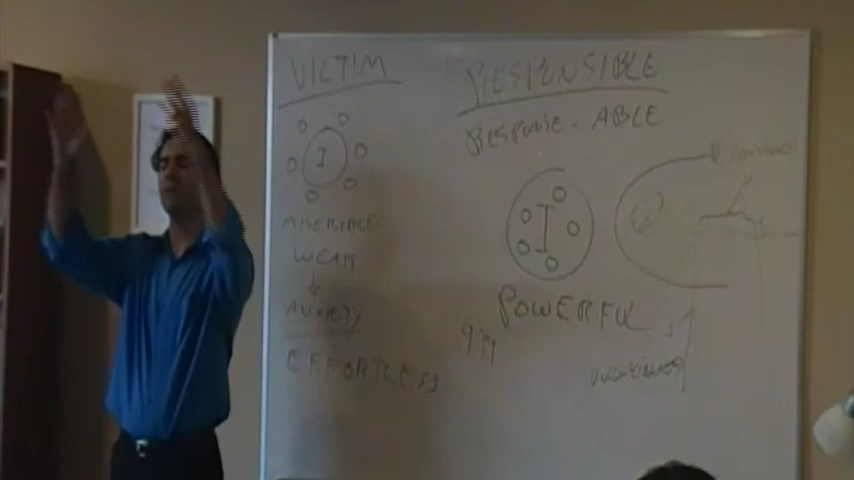 VICTIM
I
MISERABLE
WEAK
ANXIETY
EFFORTLESS
RESPONSIBLE
RESPONSE - ABLE
I
POWERFUL